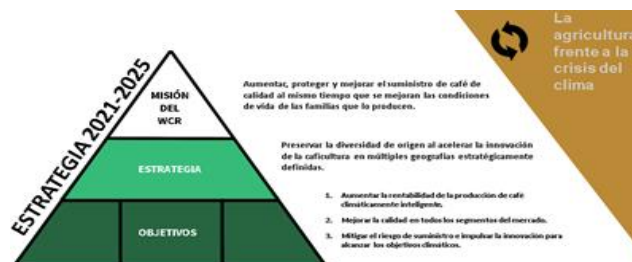 ESTRATEGIA 2021-2025
MISIÓN
DEL
WCR
ESTRATEGIA
OBJETIVOS
Aumentar, proteger y mejorar el suministro de café de
calidad al mismo tiempo que se mejoran las condiciones
de vida de las familias que lo producen.
Preservar la diversidad de origen al acelerar la innovación
de la caficultura en múltiples geografías estratégicamente
definidas.
1. Aumentar la rentabilidad de la producción de café
climáticamente inteligente.
2. Mejorar la calidad en todos los segmentos del mercado.
3. Mitigar el riesgo de suministro e impulsar la innovación para
alcanzar los objetivos climáticos.
La
agricultura
frente a la
crisis del
clima